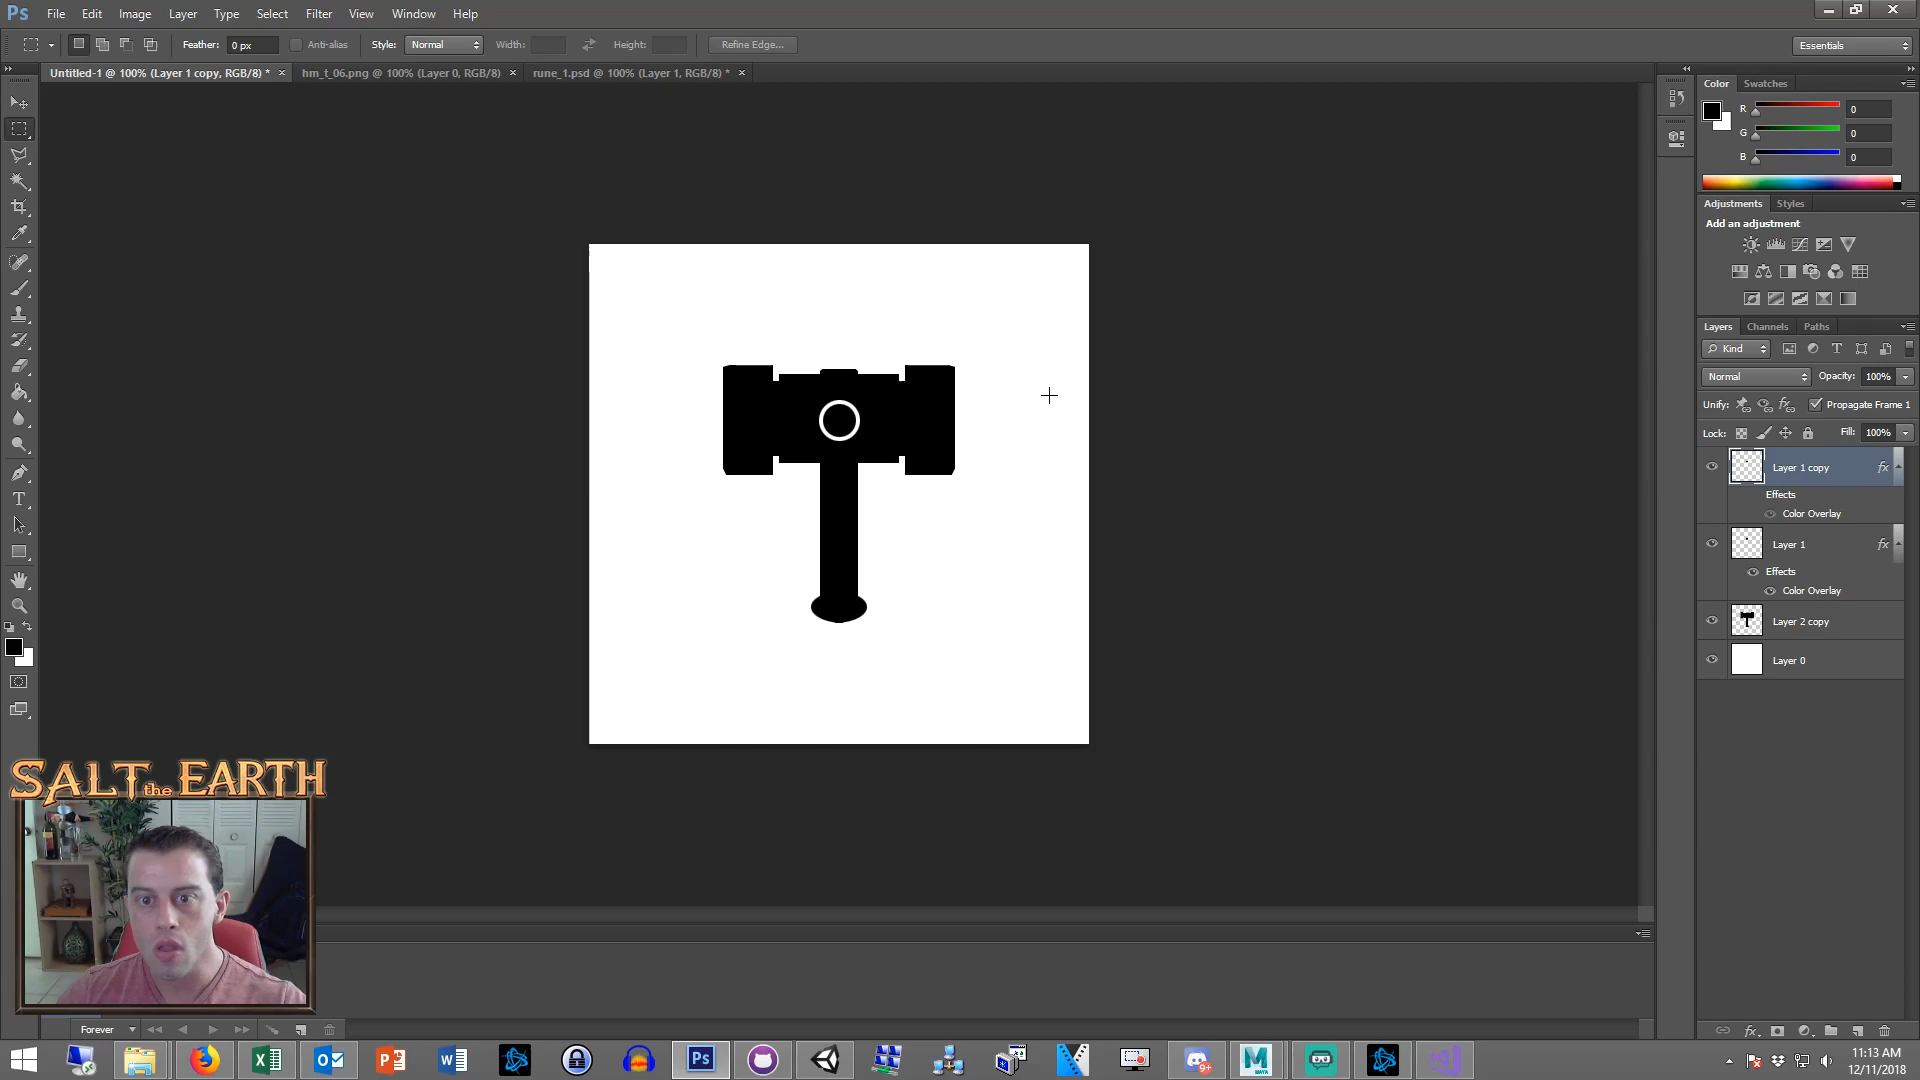 Ps File Edit Image Layer Type Select Filter View Window Help
Feather: 0 px Anti-alias Style: Normal Width: Height: Refine Edge... Essentials
Untitled-1 @ 100% (Layer 1 copy, RGB/8) * × hm_t_06.png @ 100% (Layer 0, RGB/8) × rune_1.psd @ 100% (Layer 1, RGB/8) * ×
Color Swatches
R 0
G 0
B 0
Adjustments Styles
Add an adjustment
Layers Channels Paths
Kind
Normal Opacity: 100%
Unify: Propagate Frame 1
Lock: Fill: 100%
Layer 1 copy fx
Effects
Color Overlay
Layer 1 fx
Effects
Color Overlay
Layer 2 copy
Layer 0
SALT the EARTH
Forever
Ps
9+
MAYA
11:13 AM
12/11/2018